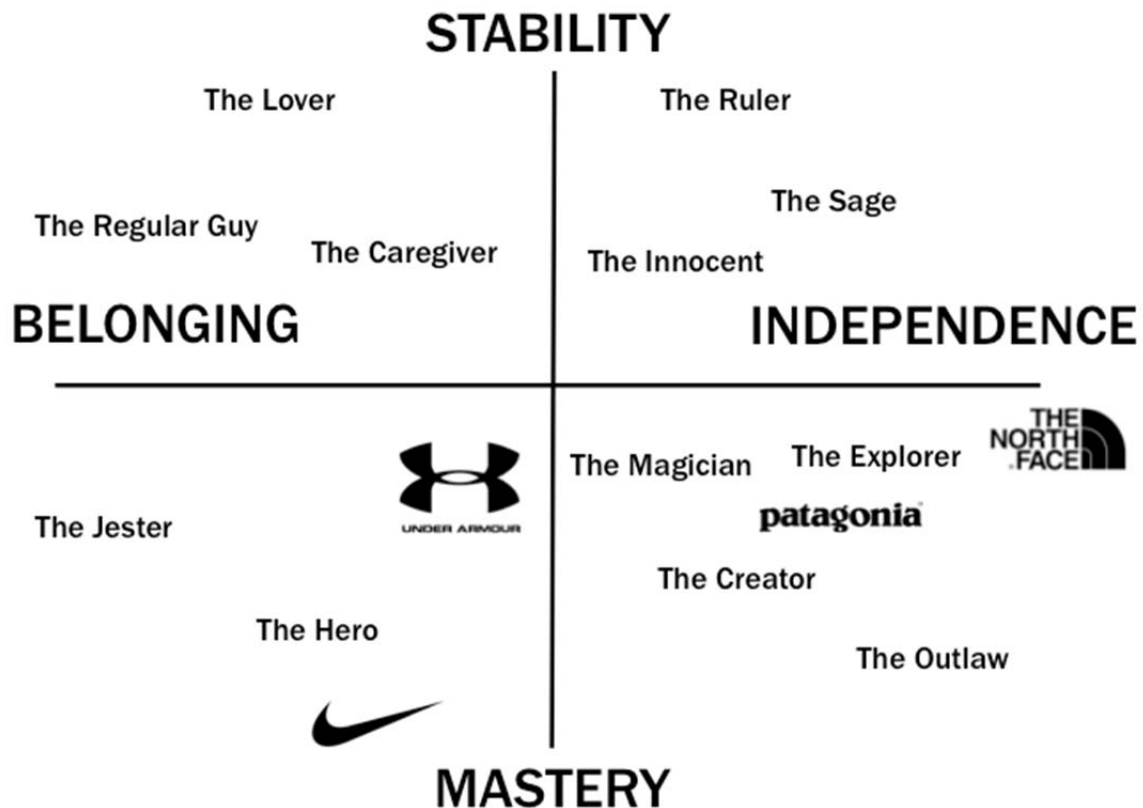 STABILITY
The Lover
The Ruler
The Sage
The Regular Guy
The Caregiver
The Innocent
BELONGING
INDEPENDENCE
THE
NORTH
FACE
The Magician
The Explorer
UNDER ARMOUR
patagonia
The Jester
The Creator
The Hero
The Outlaw
MASTERY